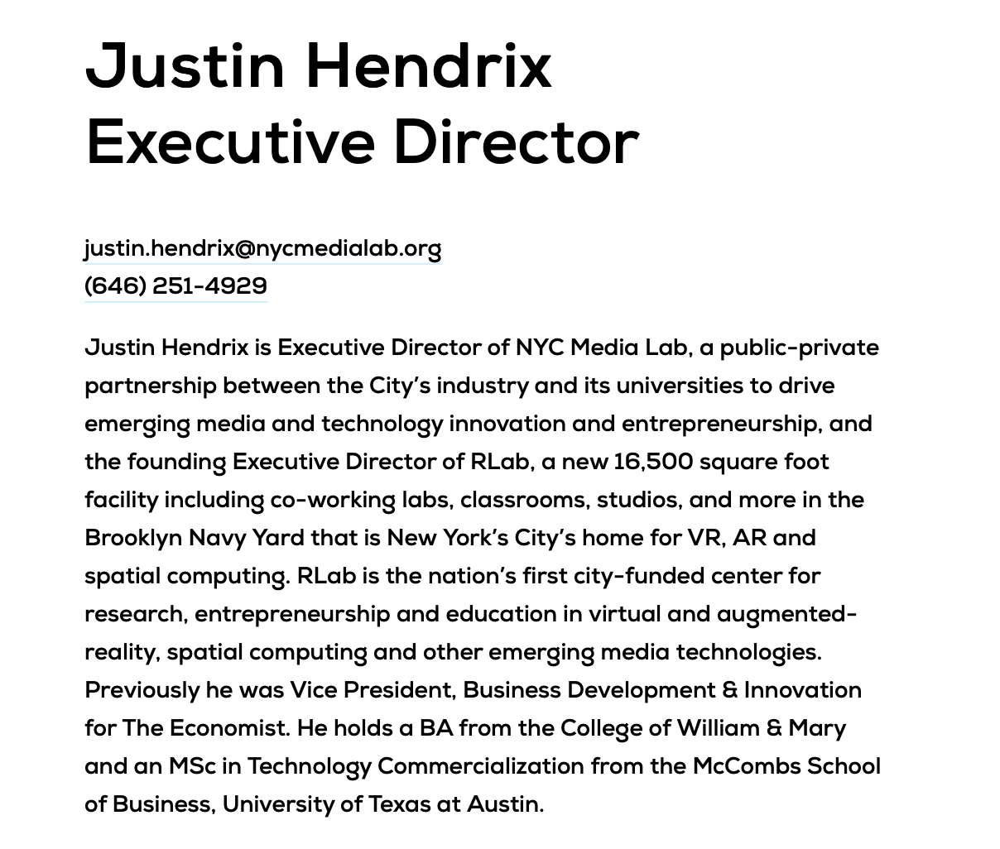 Justin Hendrix
Executive Director
justin.hendrix@nycmedialab.org
(646) 251-4929
Justin Hendrix is Executive Director of NYC Media Lab, a public-private
partnership between the City’s industry and its universities to drive
emerging media and technology innovation and entrepreneurship, and
the founding Executive Director of RLab, a new 16,500 square foot
facility including co-working labs, classrooms, studios, and more in the
Brooklyn Navy Yard that is New York’s City’s home for VR, AR and
spatial computing. RLab is the nation’s first city-funded center for
research, entrepreneurship and education in virtual and augmented-
reality, spatial computing and other emerging media technologies.
Previously he was Vice President, Business Development & Innovation
for The Economist. He holds a BA from the College of William & Mary
and an MSc in Technology Commercialization from the McCombs School
of Business, University of Texas at Austin.